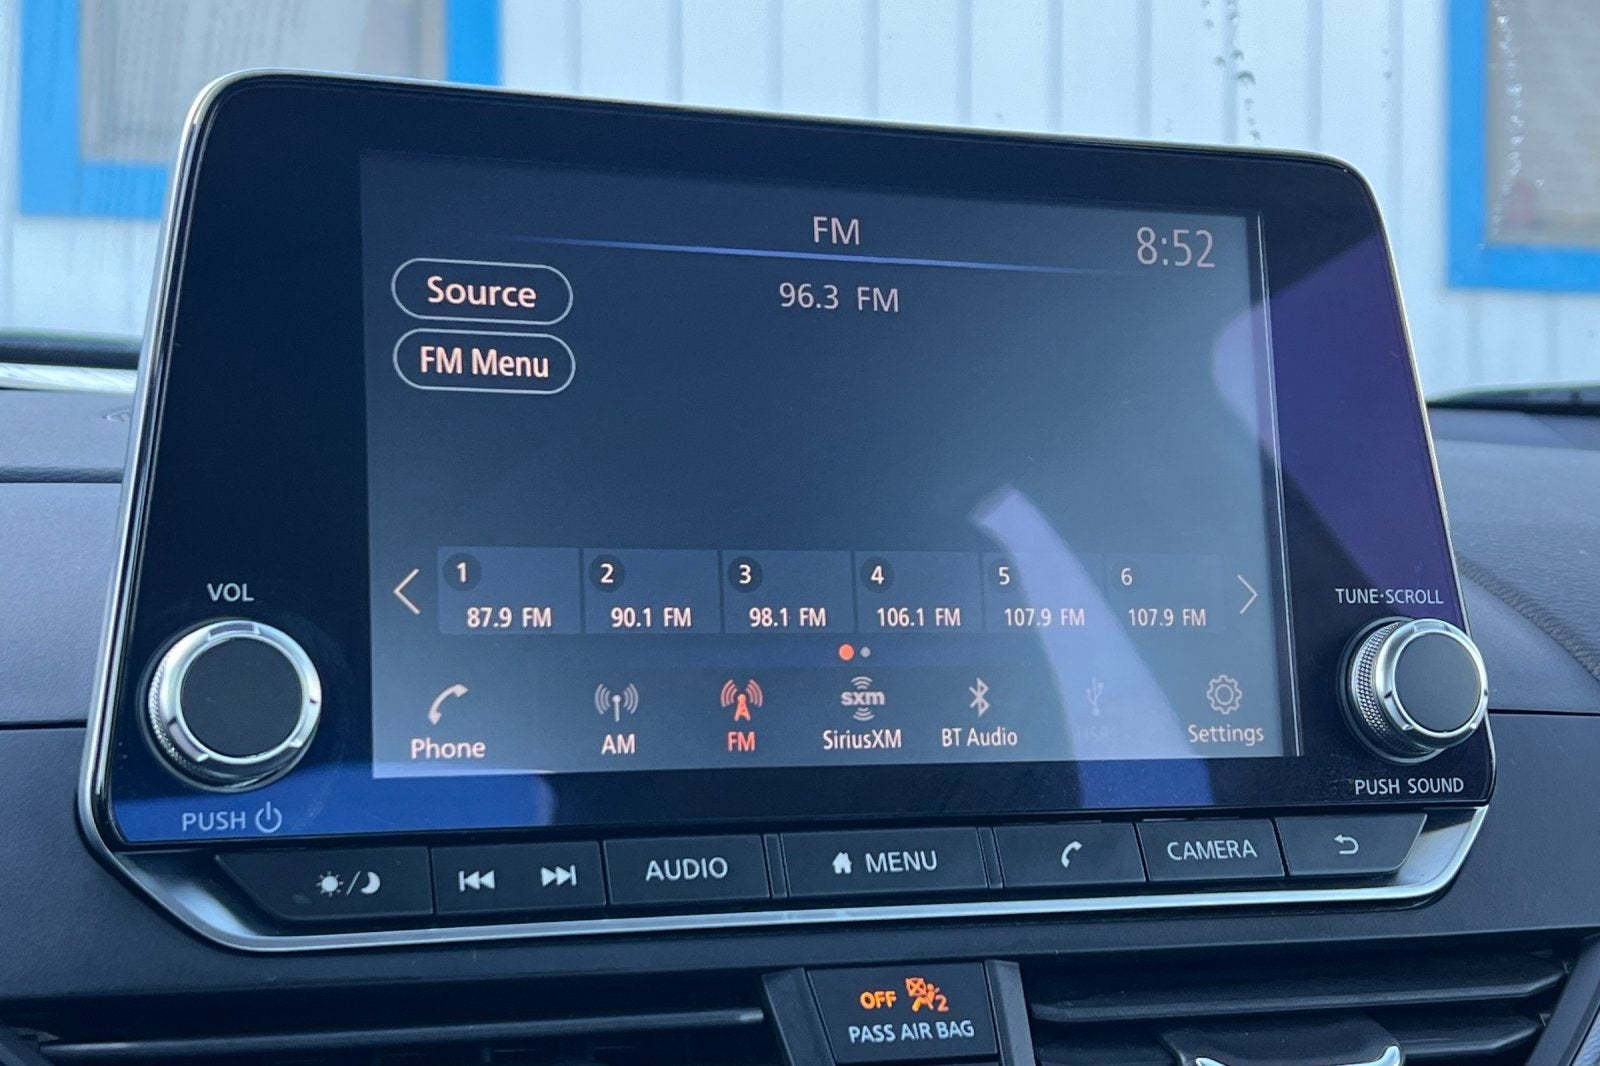 FM
8:52
Source
96.3 FM
FM Menu
1 2 3 4 5 6
87.9 FM 90.1 FM 98.1 FM 106.1 FM 107.9 FM 107.9 FM
VOL
TUNE·SCROLL
sxm
Phone AM FM SiriusXM BT Audio Settings
PUSH
PUSH SOUND
AUDIO MENU CAMERA
OFF 2
PASS AIR BAG